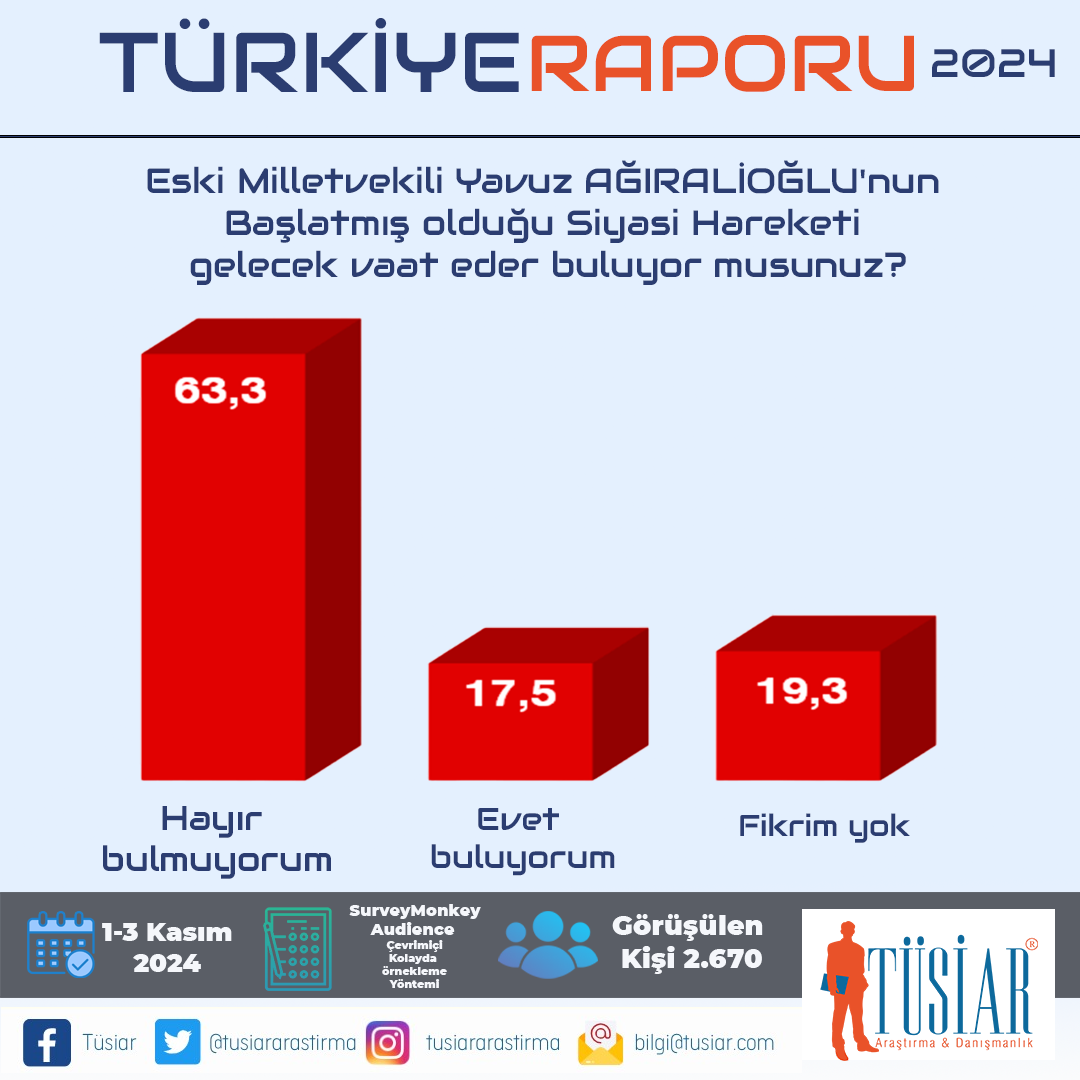 TÜRKİYERAPORU 2024
Eski Milletvekili Yavuz AĞIRALİOĞLU'nun
Başlatmış olduğu Siyasi Hareketi
gelecek vaat eder buluyor musunuz?
63,3
17,5
19,3
Hayır
bulmuyorum
Evet
buluyorum
Fikrim yok
1-3 Kasım
2024
SurveyMonkey
Audience
Çevrimiçi
Kolayda
örnekleme
Yöntemi
Görüşülen
Kişi 2.670
TÜSİAR®
Araştırma & Danışmanlık
Tüsiar
@tusiararastirma
tusiararastirma
bilgi@tusiar.com